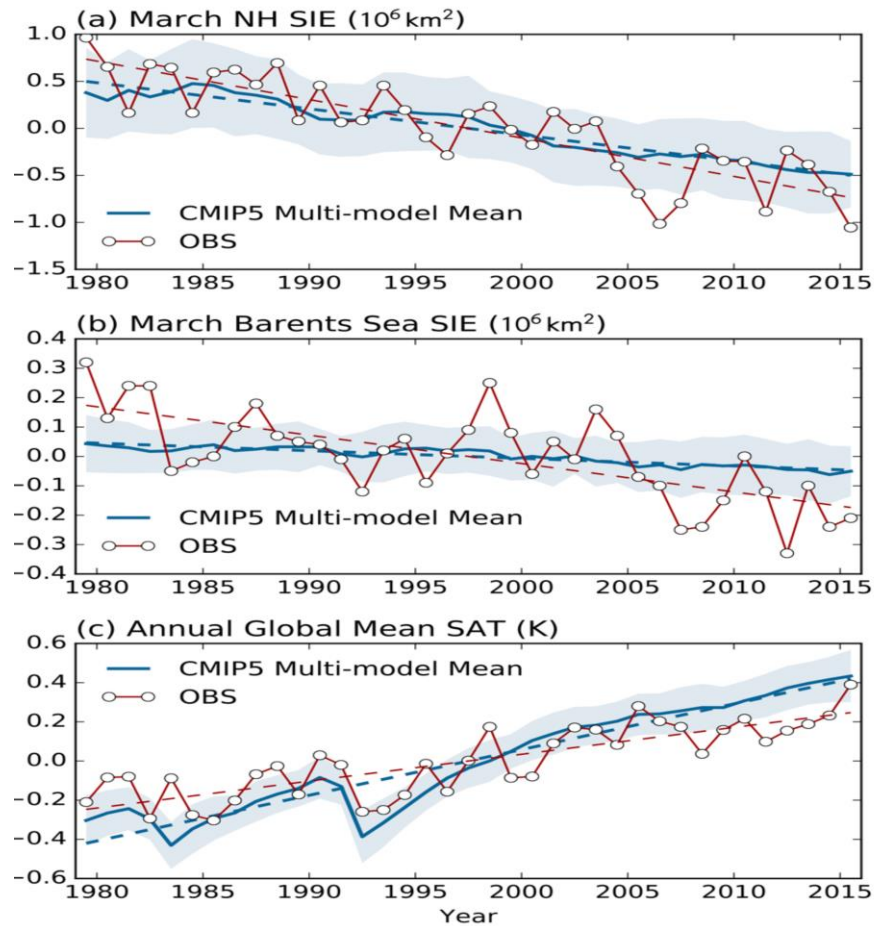 (a) March NH SIE (10⁶ km²)
1.0
0.5
0.0
−0.5
−1.0
−1.5
CMIP5 Multi-model Mean
OBS
1980 1985 1990 1995 2000 2005 2010 2015
(b) March Barents Sea SIE (10⁶ km²)
0.4
0.3
0.2
0.1
0.0
−0.1
−0.2
−0.3
−0.4
CMIP5 Multi-model Mean
OBS
1980 1985 1990 1995 2000 2005 2010 2015
(c) Annual Global Mean SAT (K)
0.6
0.4
0.2
0.0
−0.2
−0.4
−0.6
CMIP5 Multi-model Mean
OBS
1980 1985 1990 1995 2000 2005 2010 2015
Year